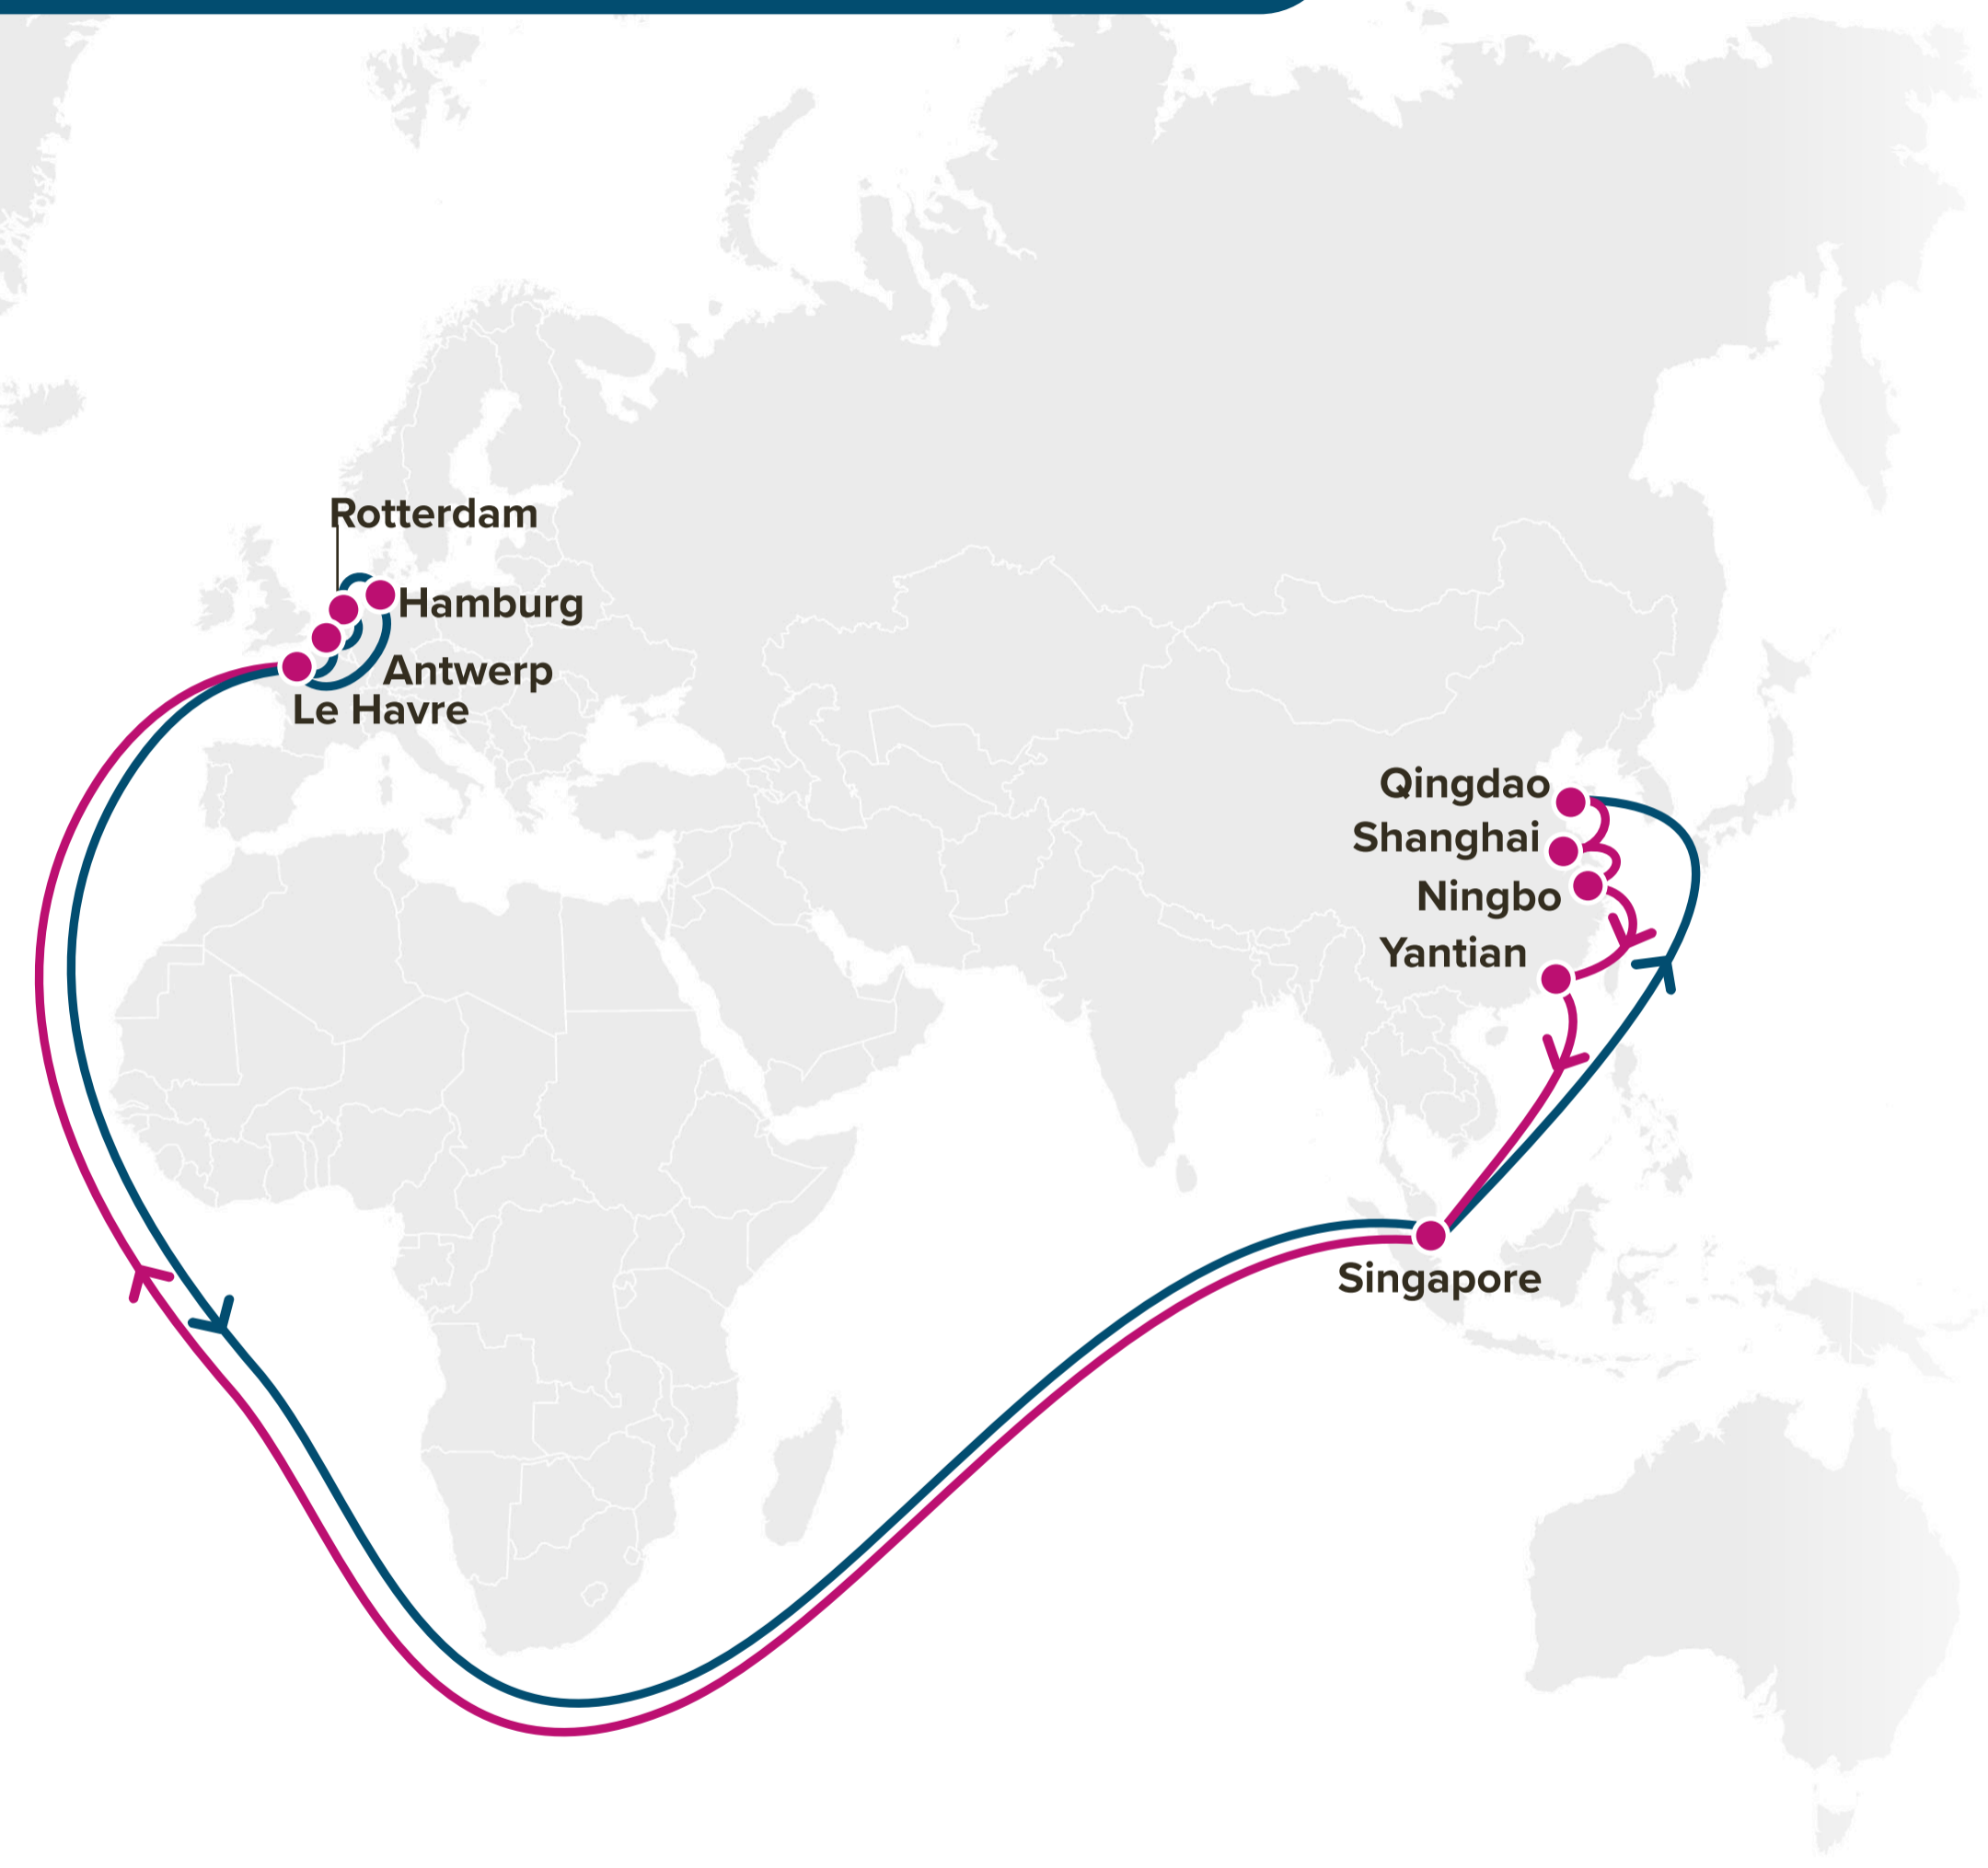 Rotterdam
Hamburg
Antwerp
Le Havre
Qingdao
Shanghai
Ningbo
Yantian
Singapore